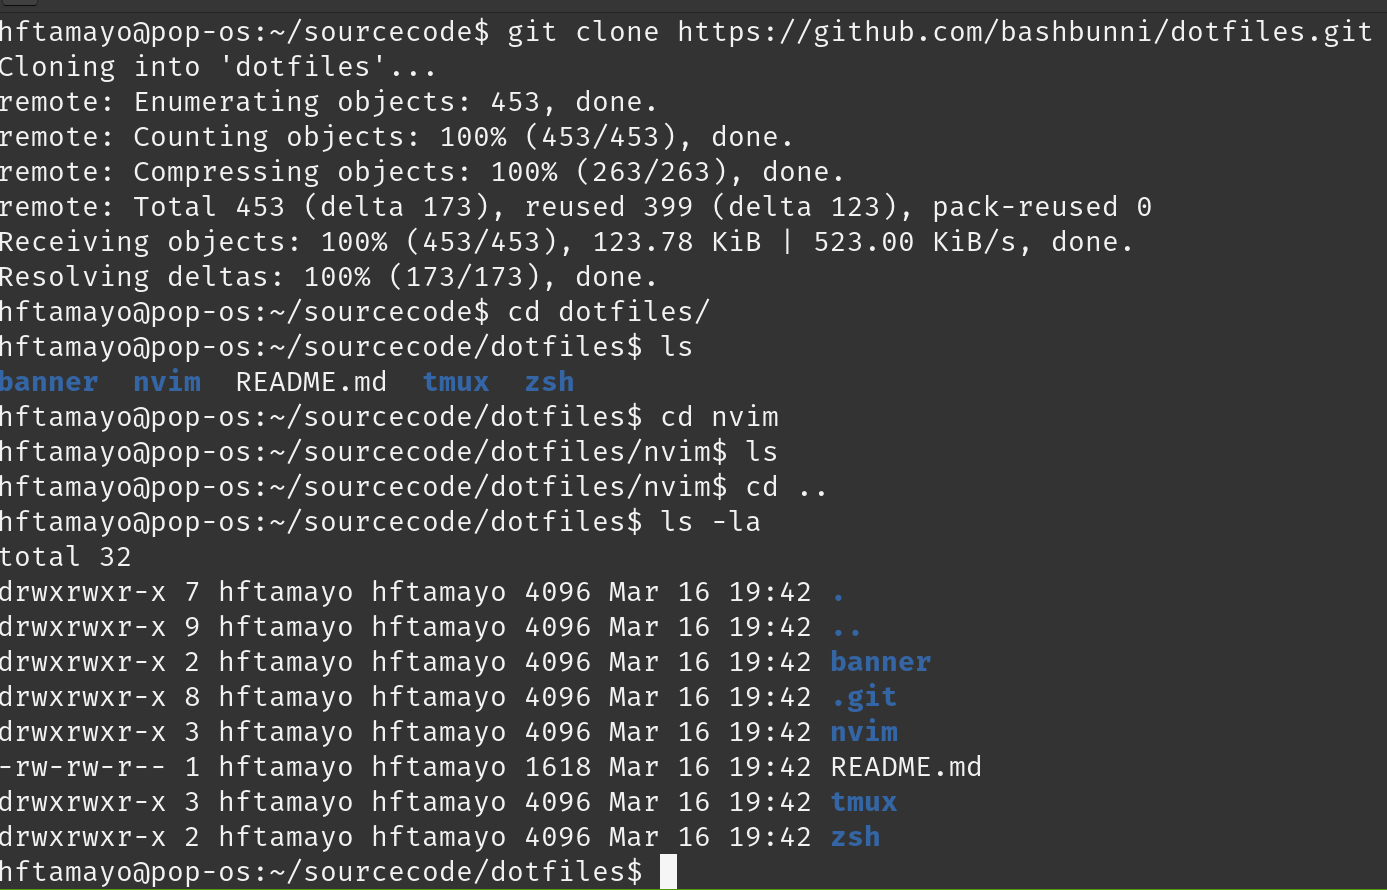 hftamayo@pop-os:~/sourcecode$ git clone https://github.com/bashbunni/dotfiles.git
Cloning into 'dotfiles'...
remote: Enumerating objects: 453, done.
remote: Counting objects: 100% (453/453), done.
remote: Compressing objects: 100% (263/263), done.
remote: Total 453 (delta 173), reused 399 (delta 123), pack-reused 0
Receiving objects: 100% (453/453), 123.78 KiB | 523.00 KiB/s, done.
Resolving deltas: 100% (173/173), done.
hftamayo@pop-os:~/sourcecode$ cd dotfiles/
hftamayo@pop-os:~/sourcecode/dotfiles$ ls
banner  nvim  README.md  tmux  zsh
hftamayo@pop-os:~/sourcecode/dotfiles$ cd nvim
hftamayo@pop-os:~/sourcecode/dotfiles/nvim$ ls
hftamayo@pop-os:~/sourcecode/dotfiles/nvim$ cd ..
hftamayo@pop-os:~/sourcecode/dotfiles$ ls -la
total 32
drwxrwxr-x 7 hftamayo hftamayo 4096 Mar 16 19:42 .
drwxrwxr-x 9 hftamayo hftamayo 4096 Mar 16 19:42 ..
drwxrwxr-x 2 hftamayo hftamayo 4096 Mar 16 19:42 banner
drwxrwxr-x 8 hftamayo hftamayo 4096 Mar 16 19:42 .git
drwxrwxr-x 3 hftamayo hftamayo 4096 Mar 16 19:42 nvim
-rw-rw-r-- 1 hftamayo hftamayo 1618 Mar 16 19:42 README.md
drwxrwxr-x 3 hftamayo hftamayo 4096 Mar 16 19:42 tmux
drwxrwxr-x 2 hftamayo hftamayo 4096 Mar 16 19:42 zsh
hftamayo@pop-os:~/sourcecode/dotfiles$